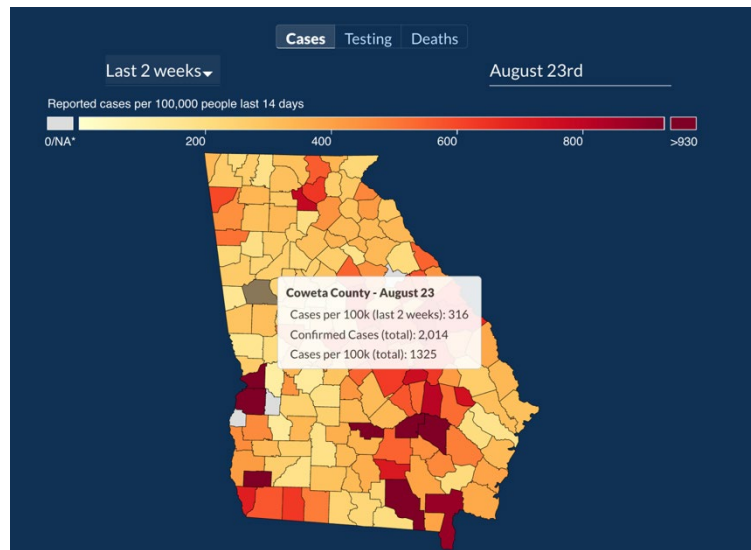 Cases Testing Deaths
Last 2 weeks August 23rd
Reported cases per 100,000 people last 14 days
0/NA* 200 400 600 800 >930
Coweta County - August 23
Cases per 100k (last 2 weeks): 316
Confirmed Cases (total): 2,014
Cases per 100k (total): 1325